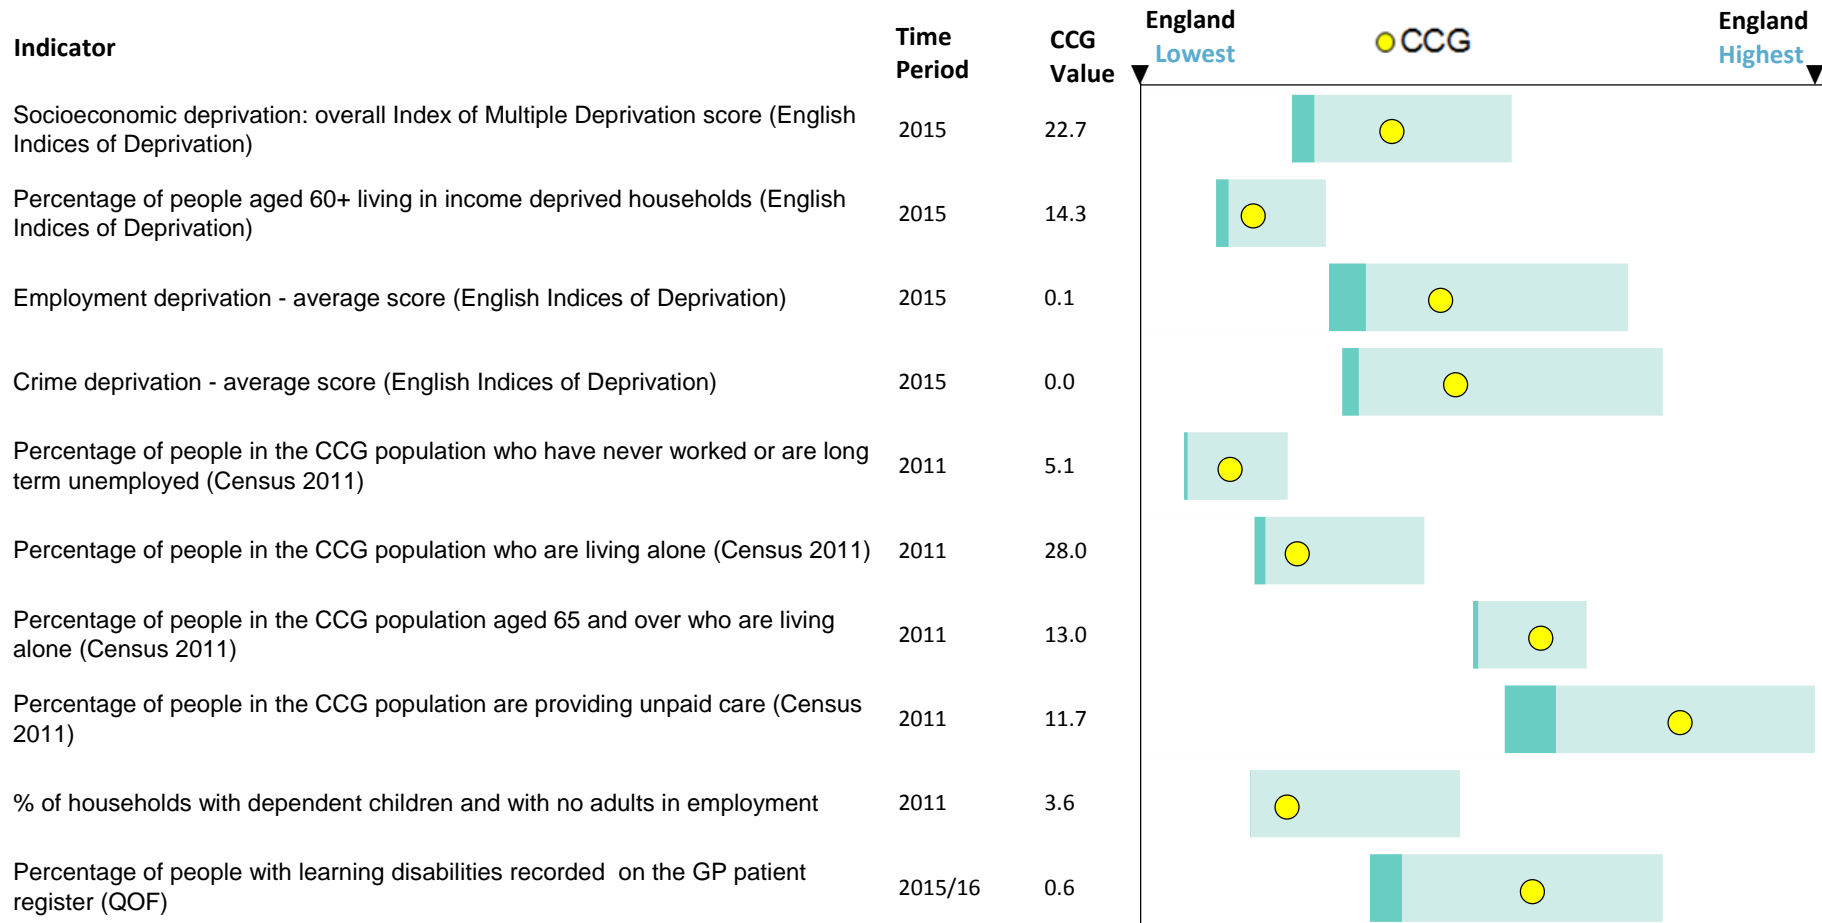 Indicator
Time
Period
CCG
Value
England
Lowest
CCG
England
Highest
Socioeconomic deprivation: overall Index of Multiple Deprivation score (English
Indices of Deprivation)
2015
22.7
Percentage of people aged 60+ living in income deprived households (English
Indices of Deprivation)
2015
14.3
Employment deprivation - average score (English Indices of Deprivation)
2015
0.1
Crime deprivation - average score (English Indices of Deprivation)
2015
0.0
Percentage of people in the CCG population who have never worked or are long
term unemployed (Census 2011)
2011
5.1
Percentage of people in the CCG population who are living alone (Census 2011)
2011
28.0
Percentage of people in the CCG population aged 65 and over who are living
alone (Census 2011)
2011
13.0
Percentage of people in the CCG population are providing unpaid care (Census
2011)
2011
11.7
% of households with dependent children and with no adults in employment
2011
3.6
Percentage of people with learning disabilities recorded  on the GP patient
register (QOF)
2015/16
0.6